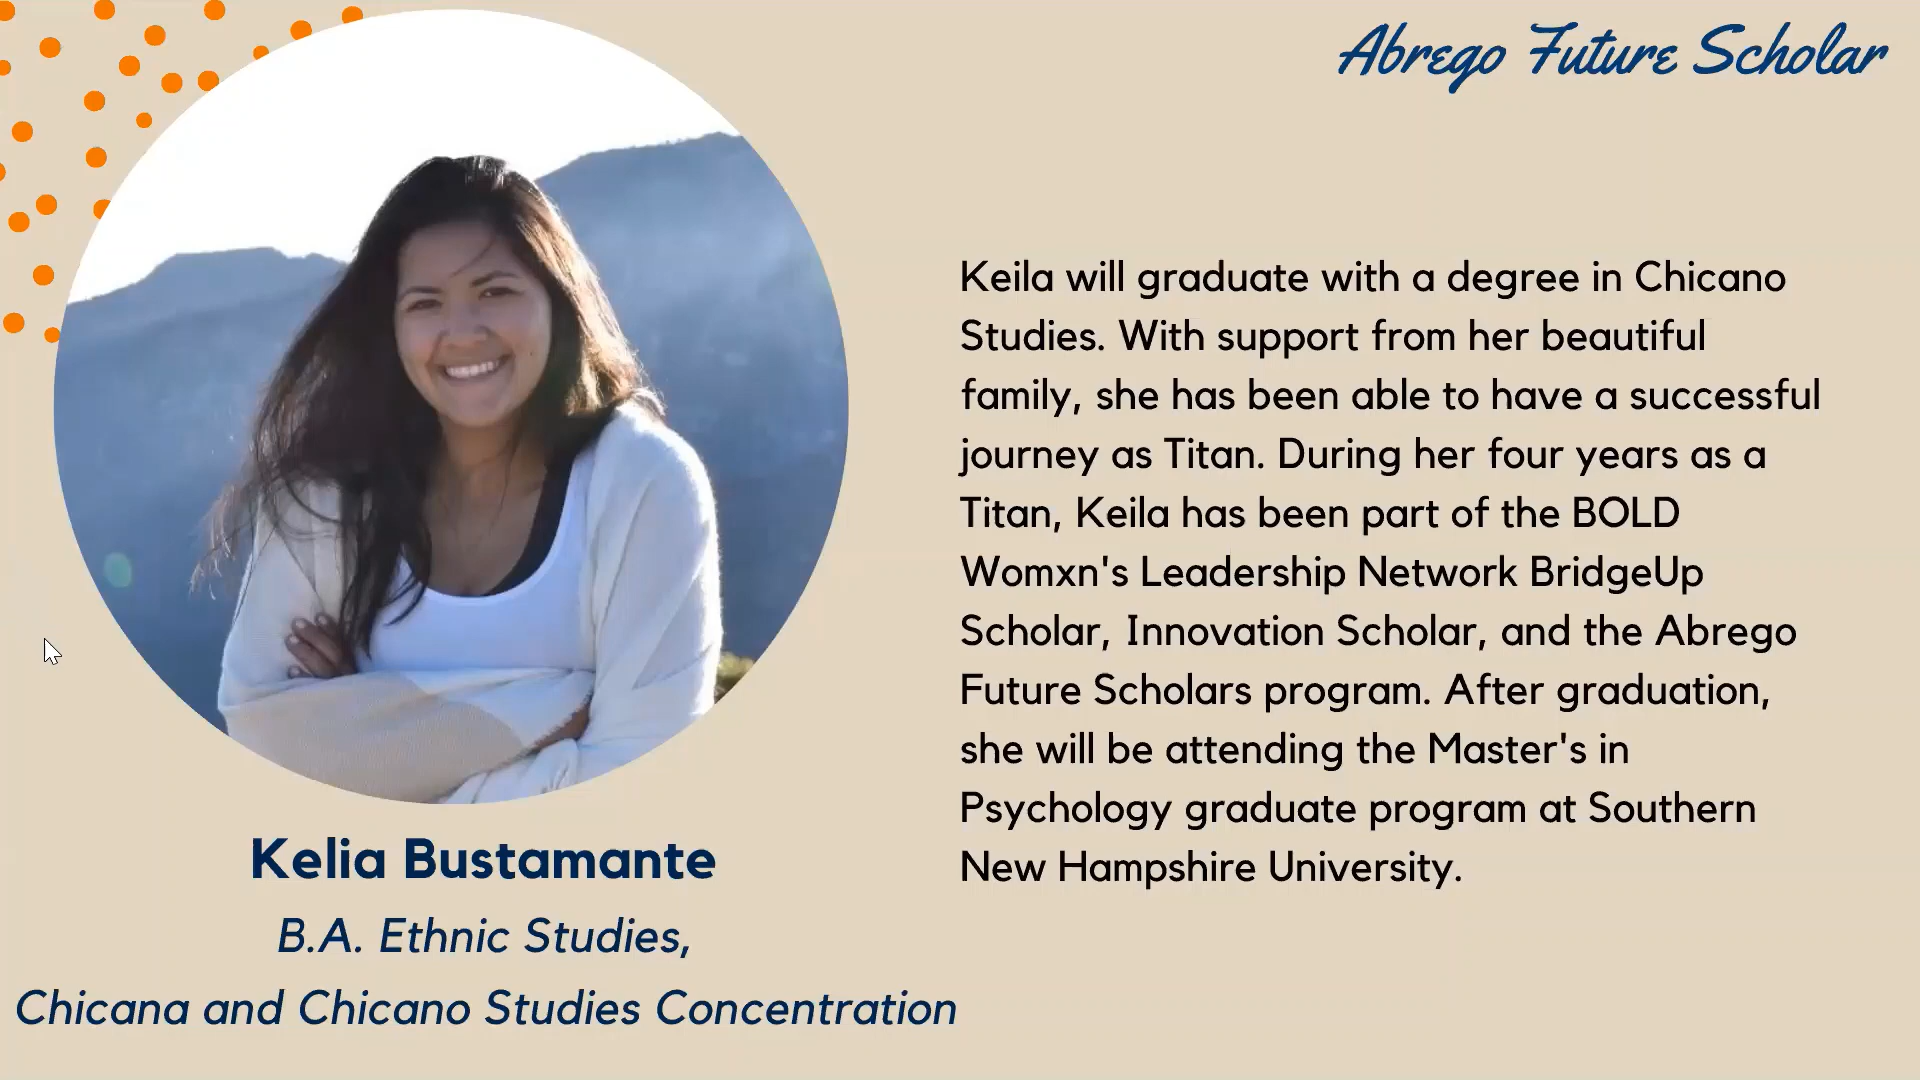 Abrego Future Scholar
Keila will graduate with a degree in Chicano
Studies. With support from her beautiful
family, she has been able to have a successful
journey as Titan. During her four years as a
Titan, Keila has been part of the BOLD
Womxn's Leadership Network BridgeUp
Scholar, Innovation Scholar, and the Abrego
Future Scholars program. After graduation,
she will be attending the Master's in
Psychology graduate program at Southern
New Hampshire University.
Kelia Bustamante
B.A. Ethnic Studies,
Chicana and Chicano Studies Concentration